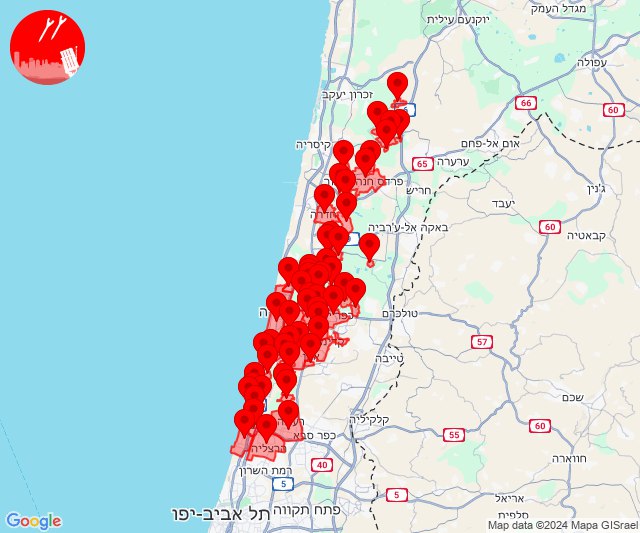 מגדל העמק
יוקנעם עילית
עפולה
זכרון יעקב
6
66
60
קיסריה
אום אל-פחם
65
ערערה
פרדס חנה
חריש
ג'נין
יעבד
חדרה
באקה אל-ע'רביה
60
קבאטיה
טולכרם
57
טייבה
שכם
קלקיליה
60
55
כפר סבא
חווארה
הרצליה
רמת השרון
40
5
5
אריאל
פתח תקווה
תל אביב-יפו
סלפית
Google
Map data ©2024 Mapa GISrael